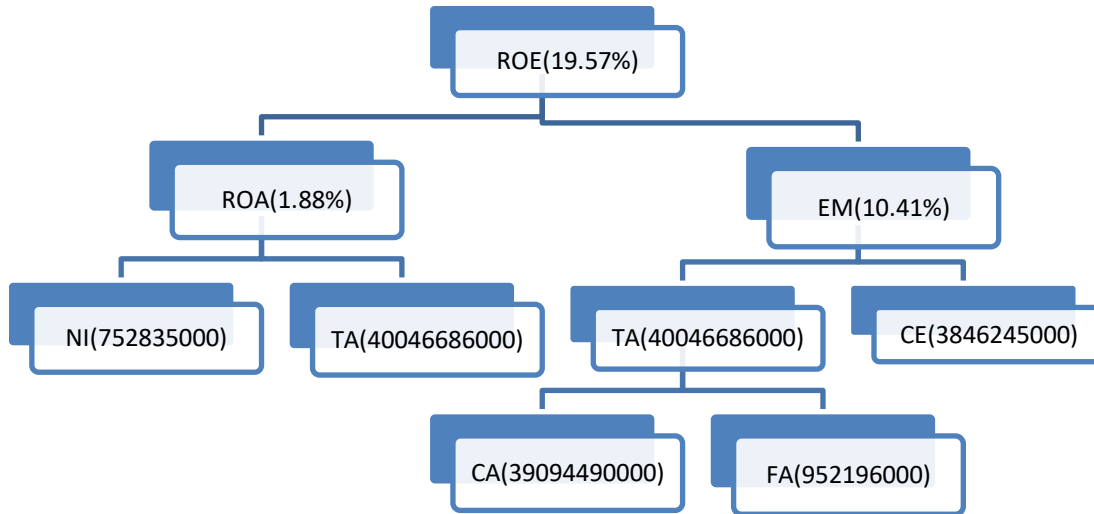 ROE(19.57%)
ROA(1.88%)
EM(10.41%)
NI(752835000)
TA(40046686000)
TA(40046686000)
CE(3846245000)
CA(39094490000)
FA(952196000)